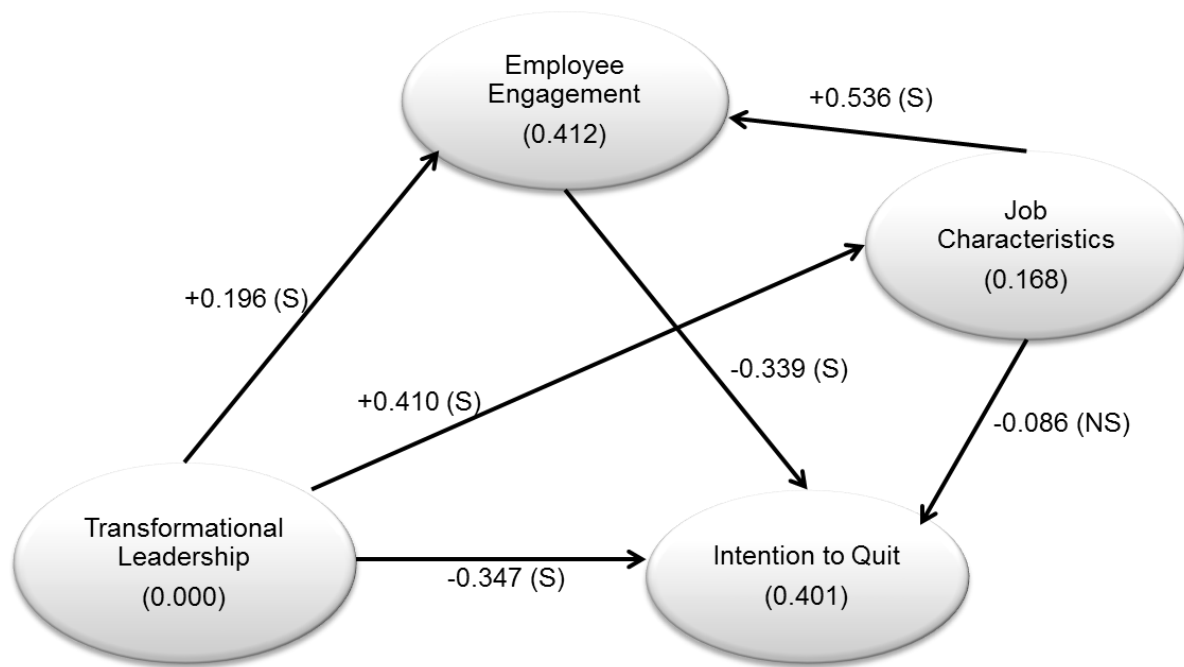 Employee
Engagement
(0.412)
+0.536 (S)
Job
Characteristics
(0.168)
+0.196 (S)
-0.339 (S)
+0.410 (S)
-0.086 (NS)
Transformational
Leadership
(0.000)
-0.347 (S)
Intention to Quit
(0.401)